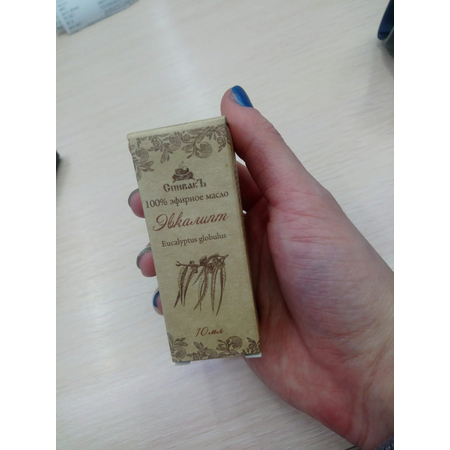 СпивакЪ
100% эфирное масло
Эвкалипт
Eucalyptus globulus
10мл